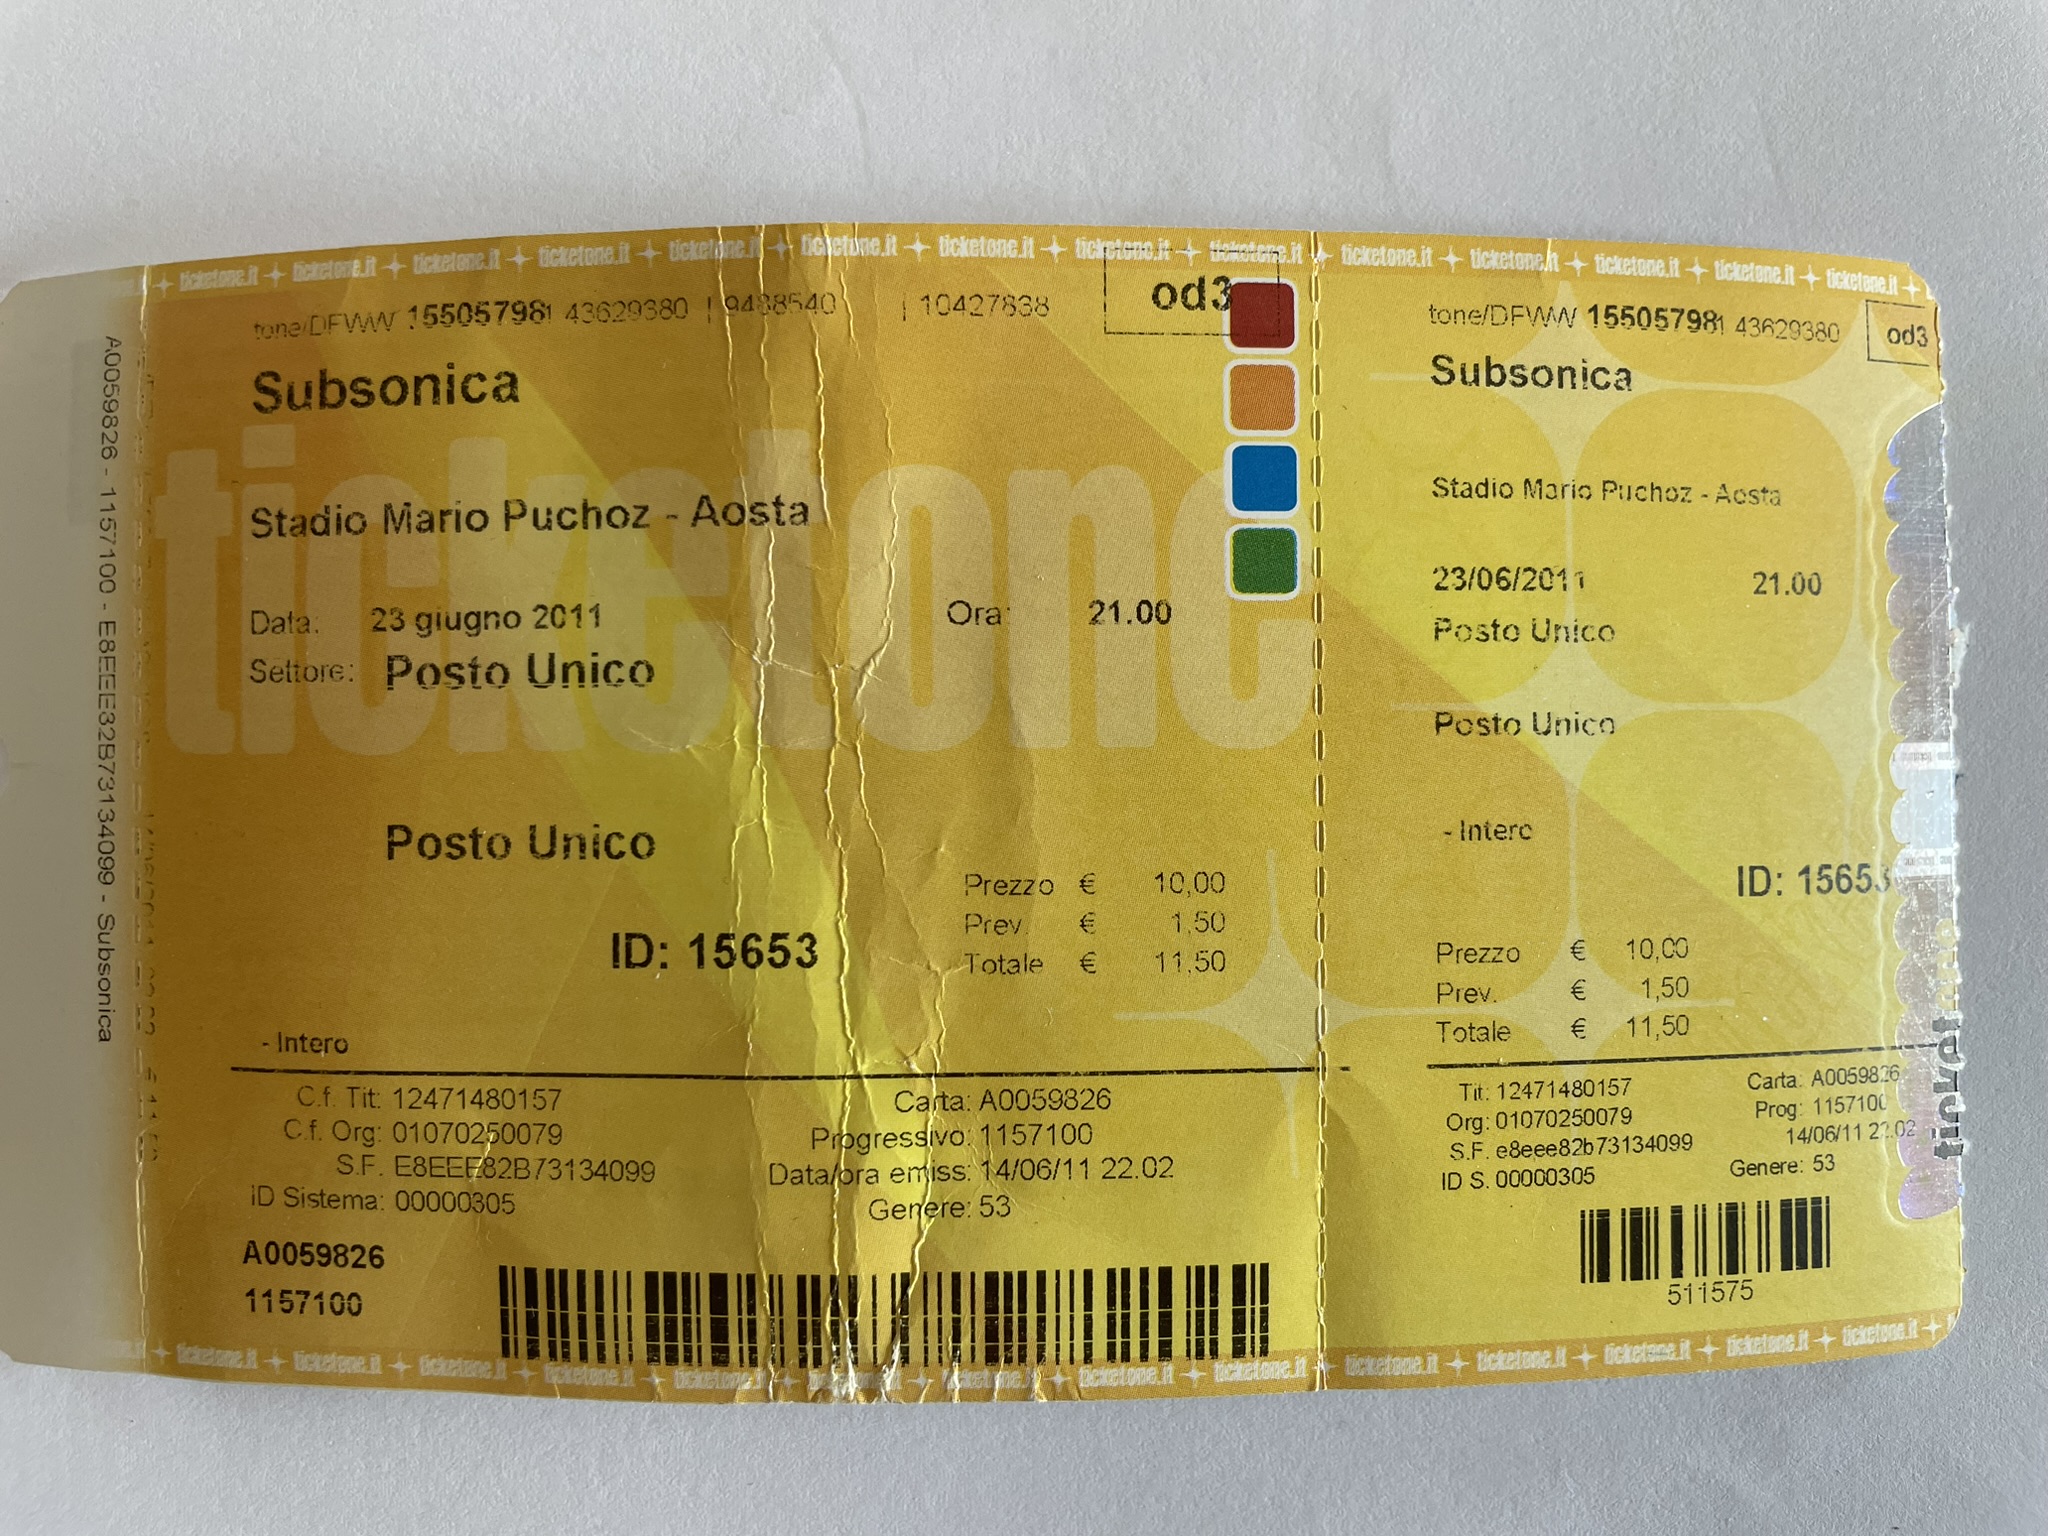 ticketone.it ticketone.it ticketone.it ticketone.it ticketone.it ticketone.it ticketone.it ticketone.it ticketone.it ticketone.it ticketone.it ticketone.it ticketone.it ticketone.it
tone/DFWW 155057981 43629380 | 9488540 | 10427838 od3
Subsonica
ticketone
Stadio Mario Puchoz - Aosta
Data: 23 giugno 2011 Ora: 21.00
Settore: Posto Unico
Posto Unico
Prezzo € 10,00
Prev. € 1,50
Totale € 11,50
ID: 15653
- Intero
C.f. Tit: 12471480157 Carta: A0059826
C.f. Org: 01070250079 Progressivo: 1157100
S.F. E8EEE82B73134099 Data/ora emiss: 14/06/11 22.02
ID Sistema: 00000305 Genere: 53
A0059826
1157100
A0059826 - 1157100 - E8EEE82B73134099 - Subsonica
tone/DFWW 155057981 43629380 od3
Subsonica
Stadio Mario Puchoz - Aosta
23/06/2011 21.00
Posto Unico
Posto Unico
- Intero
ID: 15653
Prezzo € 10,00
Prev. € 1,50
Totale € 11,50
Tit: 12471480157 Carta: A0059826
Org: 01070250079 Prog: 1157100
S.F. e8eee82b73134099 14/06/11 22.02
ID S. 00000305 Genere: 53
511575
ticket
ticketone.it ticketone.it ticketone.it ticketone.it ticketone.it ticketone.it ticketone.it ticketone.it ticketone.it ticketone.it ticketone.it ticketone.it ticketone.it